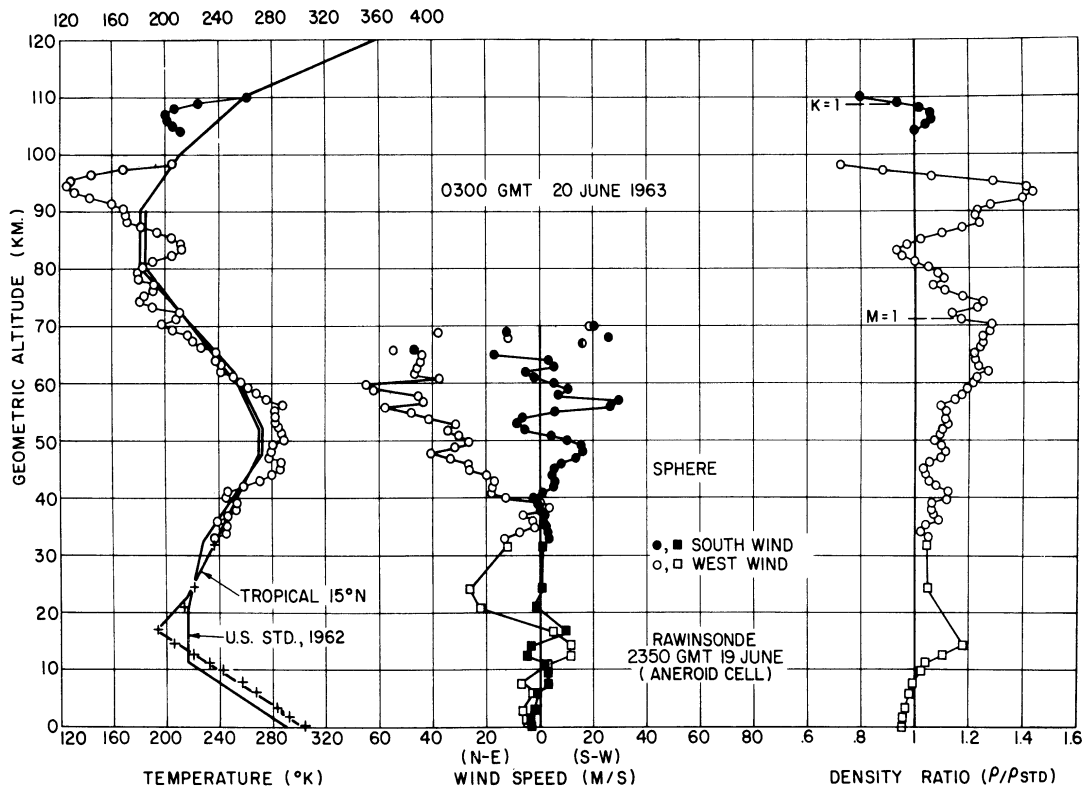 120 160 200 240 280 320 360 400
120
110
100
90
80
70
60
50
40
30
20
10
0
GEOMETRIC ALTITUDE (KM.)
K=1
0300 GMT 20 JUNE 1963
M=1
SPHERE
●,■ SOUTH WIND
○,□ WEST WIND
TROPICAL 15°N
U.S. STD., 1962
RAWINSONDE
2350 GMT 19 JUNE
(ANEROID CELL)
120 160 200 240 280 320 60 40 20 0 20 40 60 .6 .8 1 1.2 1.4 1.6
(N-E) (S-W)
TEMPERATURE (°K) WIND SPEED (M/S) DENSITY RATIO (ρ/ρSTD)